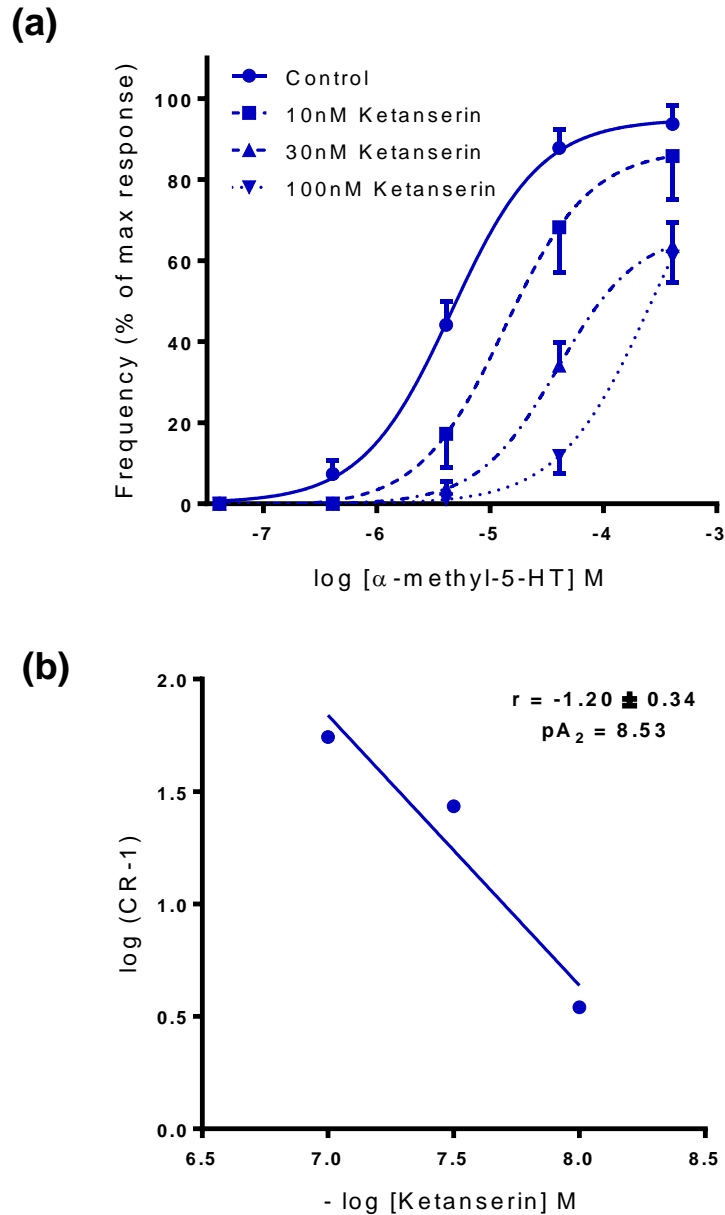 (a)
Frequency (% of max response)
100
80
60
40
20
0
Control
10nM Ketanserin
30nM Ketanserin
100nM Ketanserin
-7
-6
-5
-4
-3
log [α-methyl-5-HT] M
(b)
log (CR-1)
2.0
1.5
1.0
0.5
0.0
r = -1.20 ± 0.34
pA₂ = 8.53
6.5
7.0
7.5
8.0
8.5
- log [Ketanserin] M